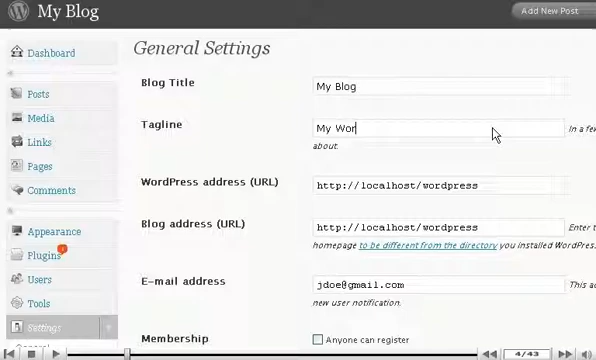 My Blog
Add New Post
Dashboard
General Settings
Blog Title
My Blog
Posts
Media
Tagline
My Wor
In a few
Links
about.
Pages
WordPress address (URL)
http://localhost/wordpress
Comments
Appearance
Blog address (URL)
http://localhost/wordpress
Enter
homepage to be different from the directory you installed WordPress
Plugins
Users
E-mail address
jdoe@gmail.com
This
Tools
new user notification.
Settings
General
Membership
Anyone can register
4/43